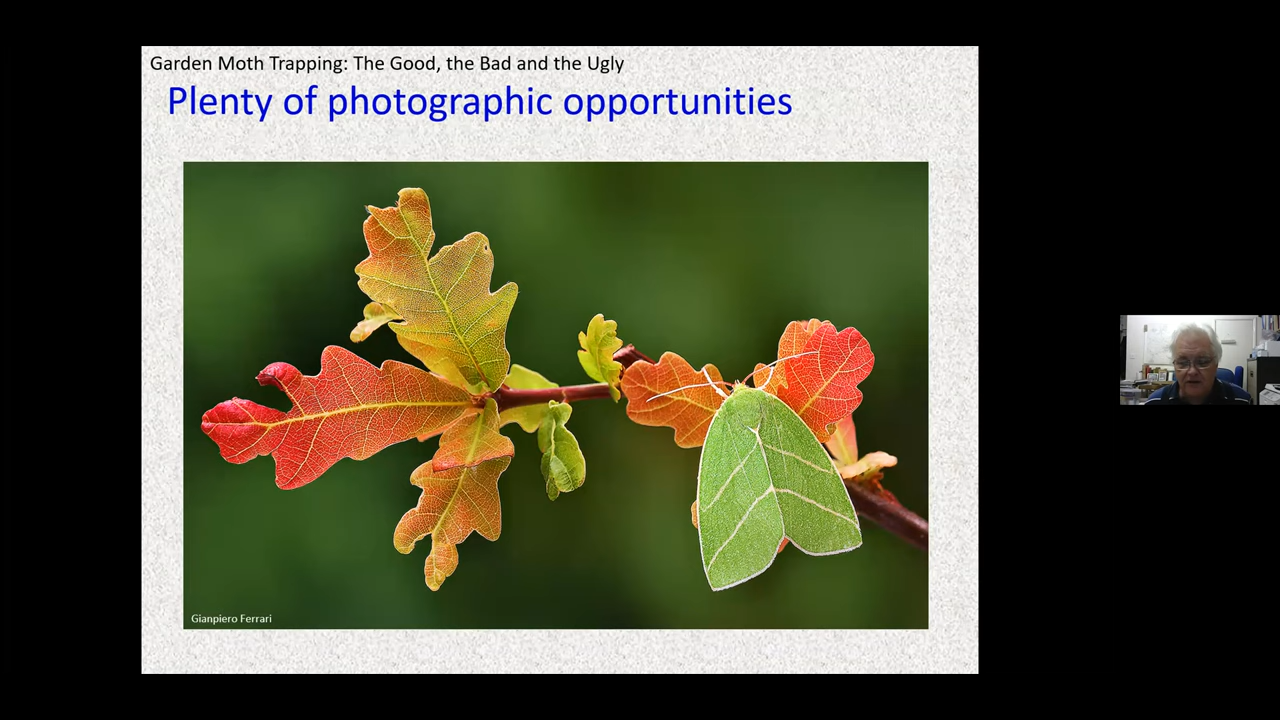 Garden Moth Trapping: The Good, the Bad and the Ugly
Plenty of photographic opportunities
Gianpiero Ferrari